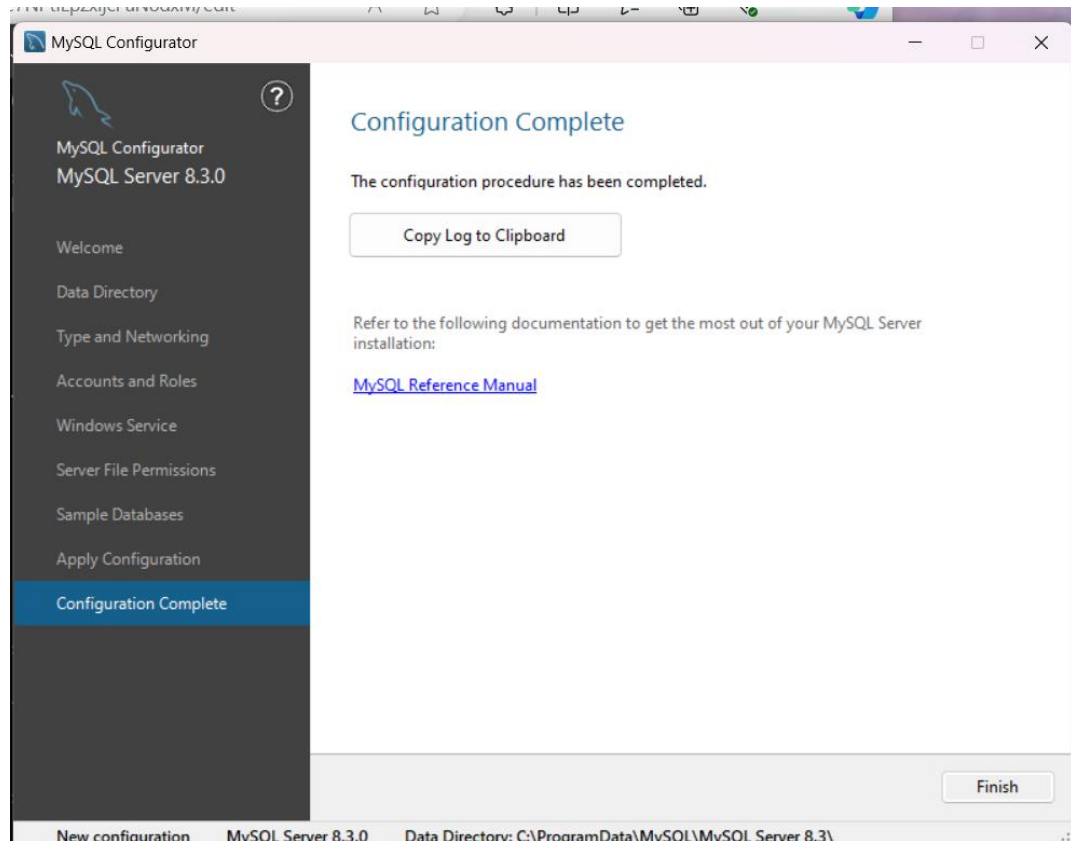 MySQL Configurator
MySQL Configurator
MySQL Server 8.3.0
Welcome
Data Directory
Type and Networking
Accounts and Roles
Windows Service
Server File Permissions
Sample Databases
Apply Configuration
Configuration Complete
Configuration Complete
The configuration procedure has been completed.
Copy Log to Clipboard
Refer to the following documentation to get the most out of your MySQL Server
installation:
MySQL Reference Manual
Finish
New configuration MySQL Server 8.3.0 Data Directory: C:\ProgramData\MySQL\MySQL Server 8.3\